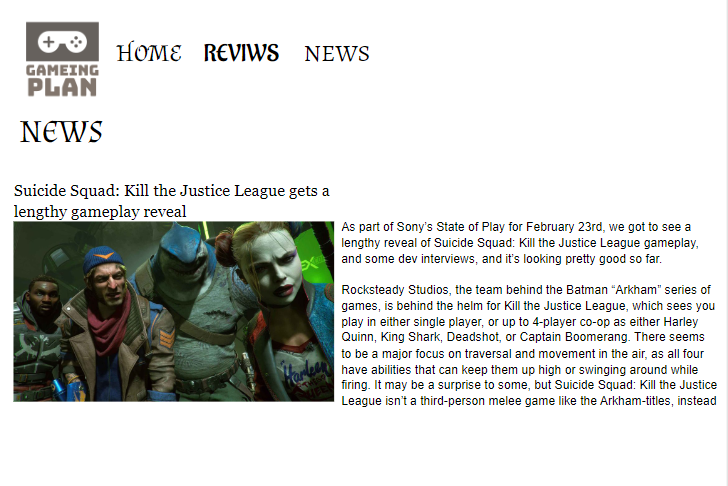 GAMEING
PLAN
HOME REVIWS NEWS
NEWS
Suicide Squad: Kill the Justice League gets a
lengthy gameplay reveal
As part of Sony's State of Play for February 23rd, we got to see a
lengthy reveal of Suicide Squad: Kill the Justice League gameplay,
and some dev interviews, and it's looking pretty good so far.
Rocksteady Studios, the team behind the Batman “Arkham” series of
games, is behind the helm for Kill the Justice League, which sees you
play in either single player, or up to 4-player co-op as either Harley
Quinn, King Shark, Deadshot, or Captain Boomerang. There seems
to be a major focus on traversal and movement in the air, as all four
have abilities that can keep them up high or swinging around while
firing. It may be a surprise to some, but Suicide Squad: Kill the Justice
League isn't a third-person melee game like the Arkham-titles, instead